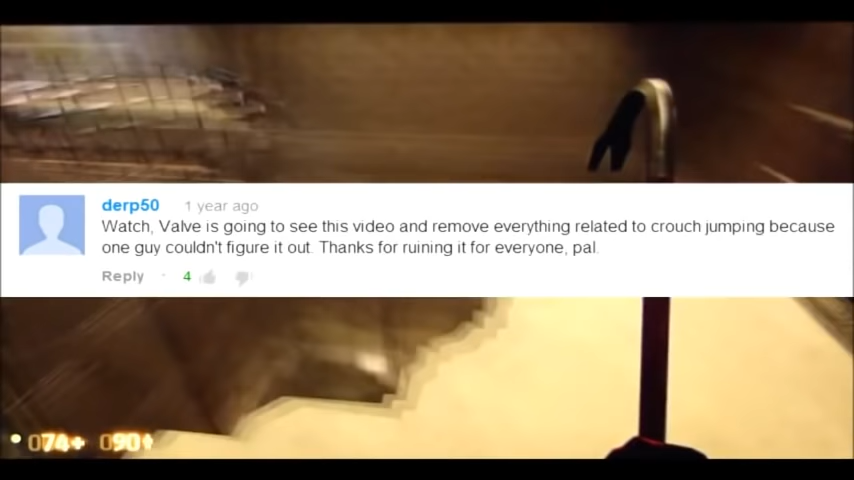 derp50 1 year ago
Watch, Valve is going to see this video and remove everything related to crouch jumping because
one guy couldn't figure it out. Thanks for ruining it for everyone, pal.
Reply · 4
074+ 090